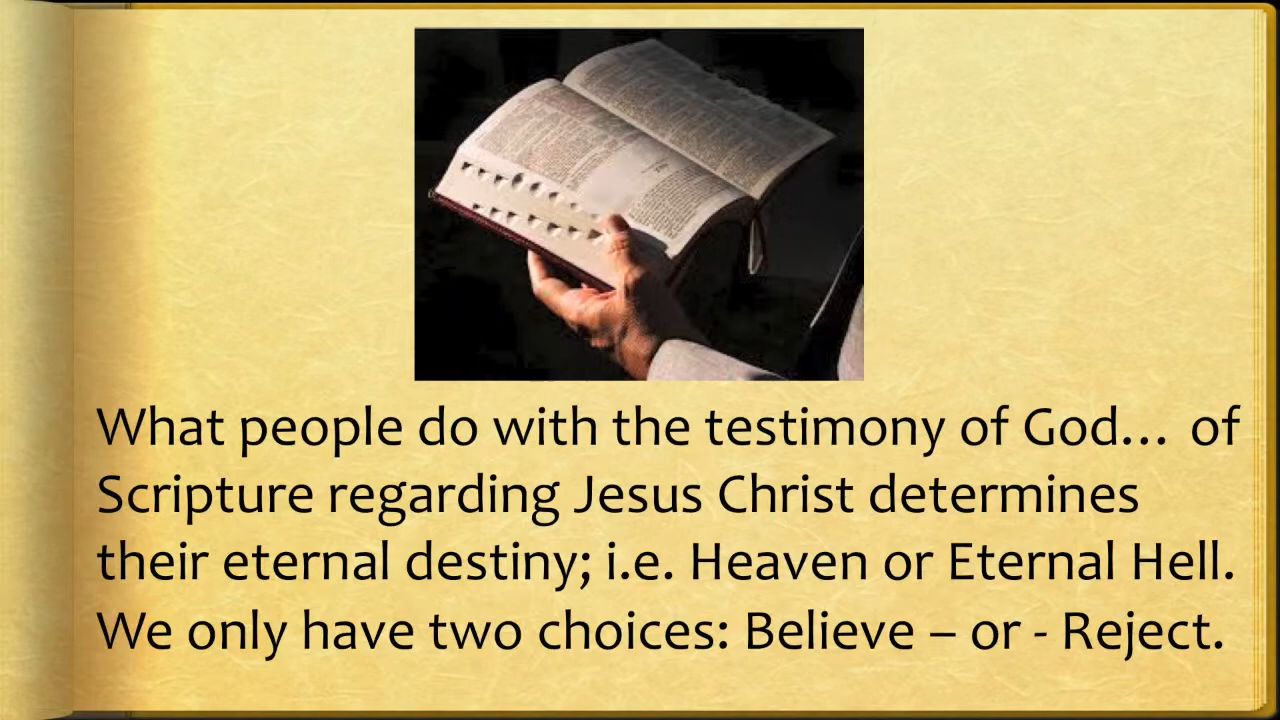 What people do with the testimony of God… of
Scripture regarding Jesus Christ determines
their eternal destiny; i.e. Heaven or Eternal Hell.
We only have two choices: Believe – or - Reject.